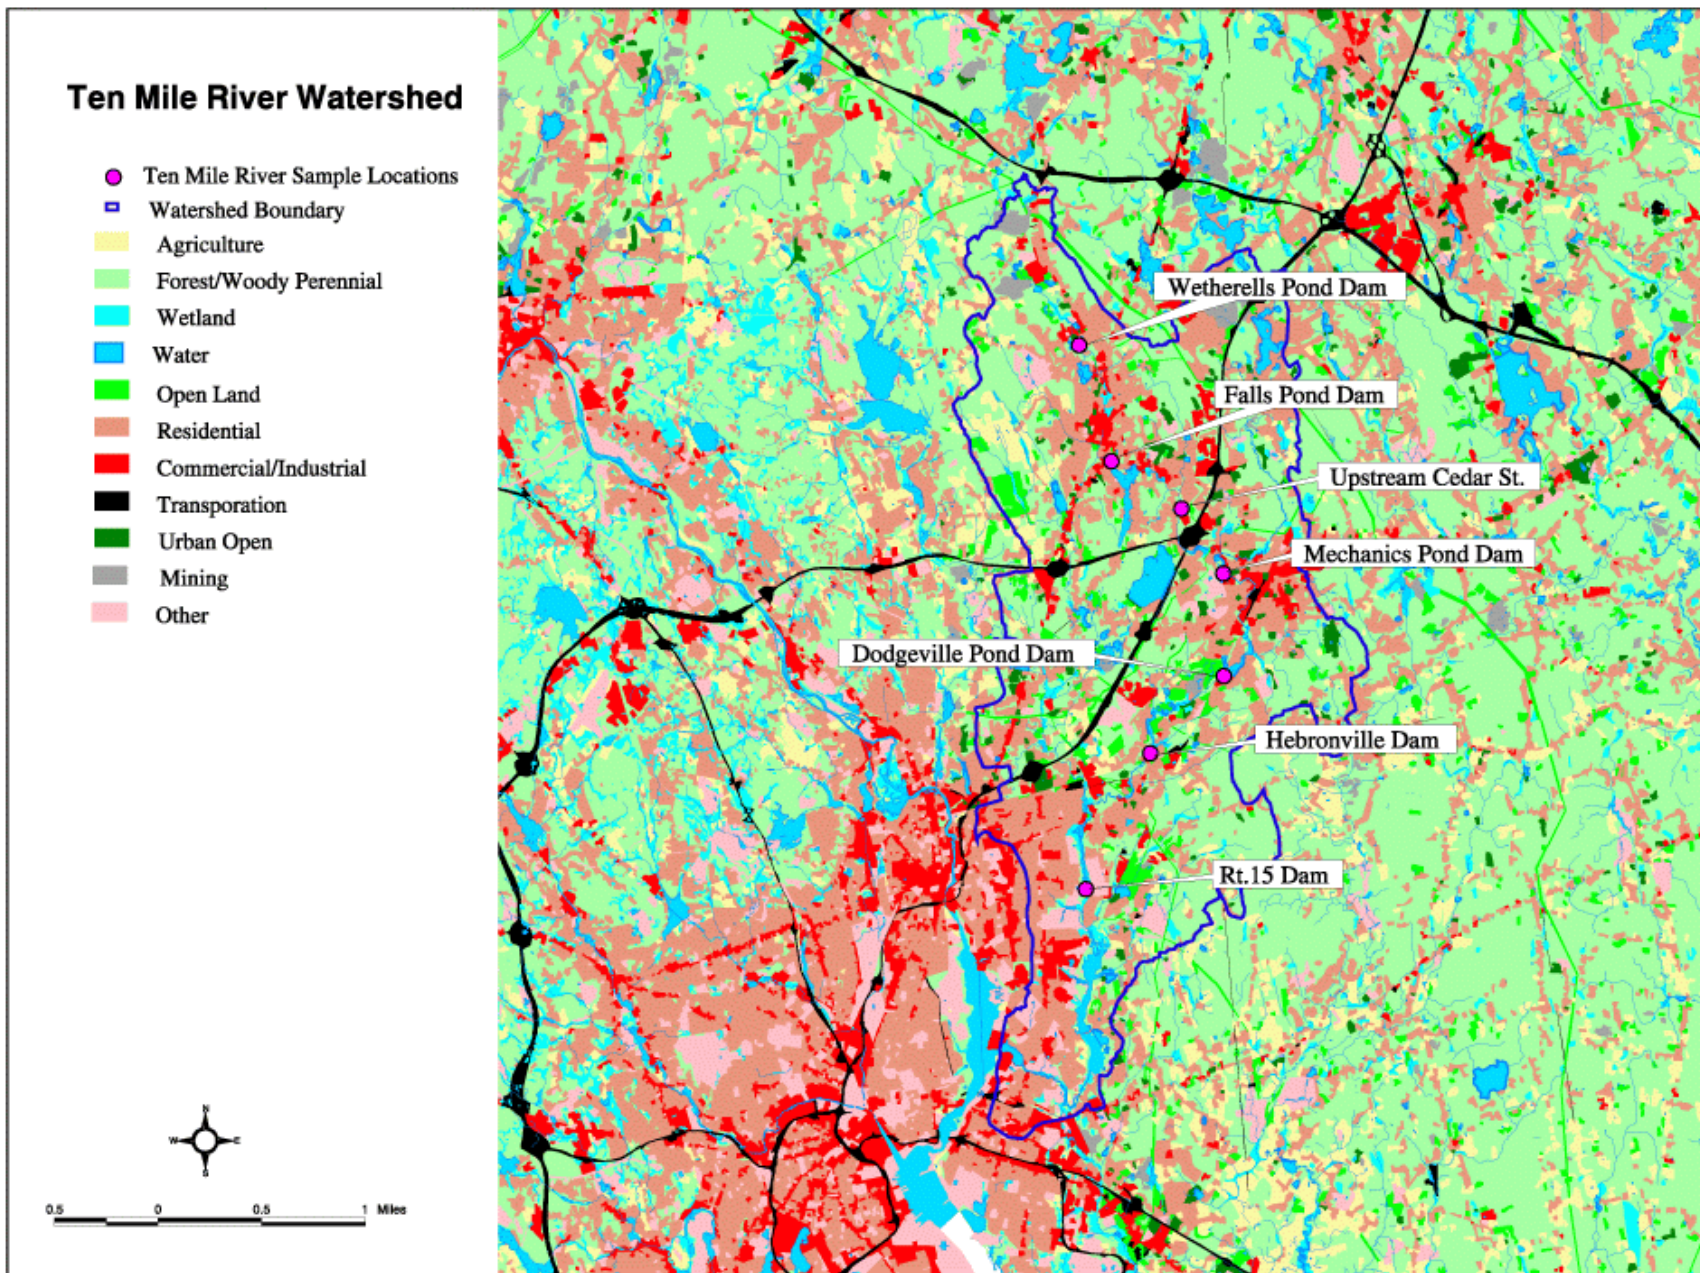 Ten Mile River Watershed
Ten Mile River Sample Locations
Watershed Boundary
Agriculture
Forest/Woody Perennial
Wetland
Water
Open Land
Residential
Commercial/Industrial
Transporation
Urban Open
Mining
Other
N
W E
S
0.5 0 0.5 1 Miles
Wetherells Pond Dam
Falls Pond Dam
Upstream Cedar St.
Mechanics Pond Dam
Dodgeville Pond Dam
Hebronville Dam
Rt.15 Dam